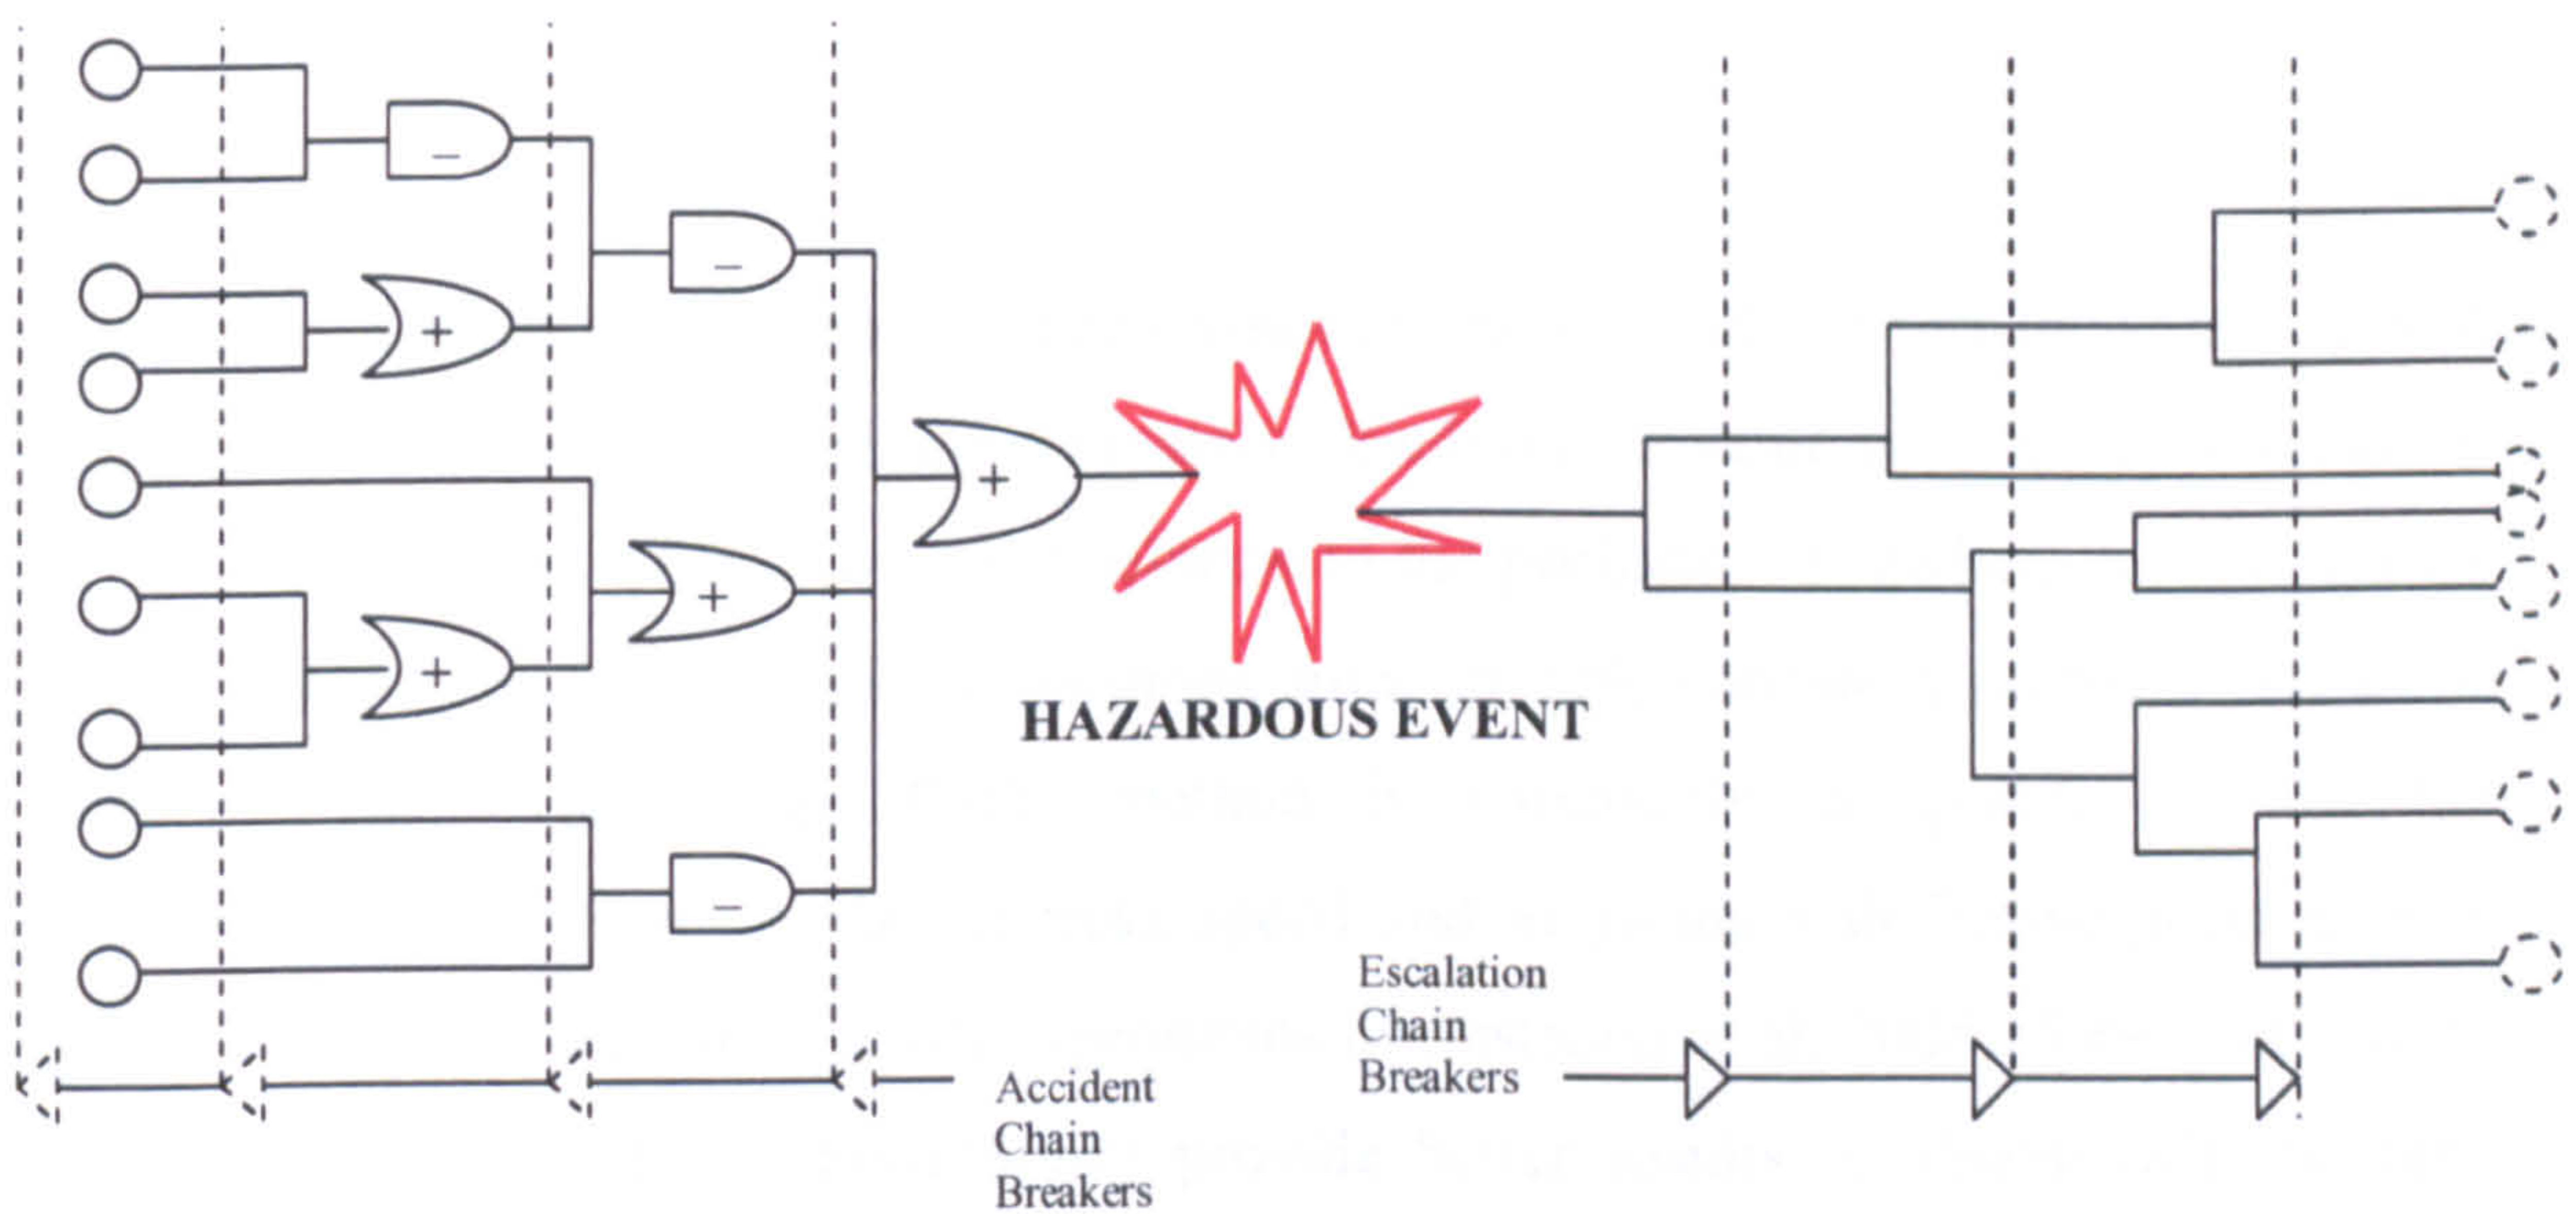 –
+
–
+
+
+
–
+
HAZARDOUS EVENT
Escalation
Chain
Breakers
Accident
Chain
Breakers